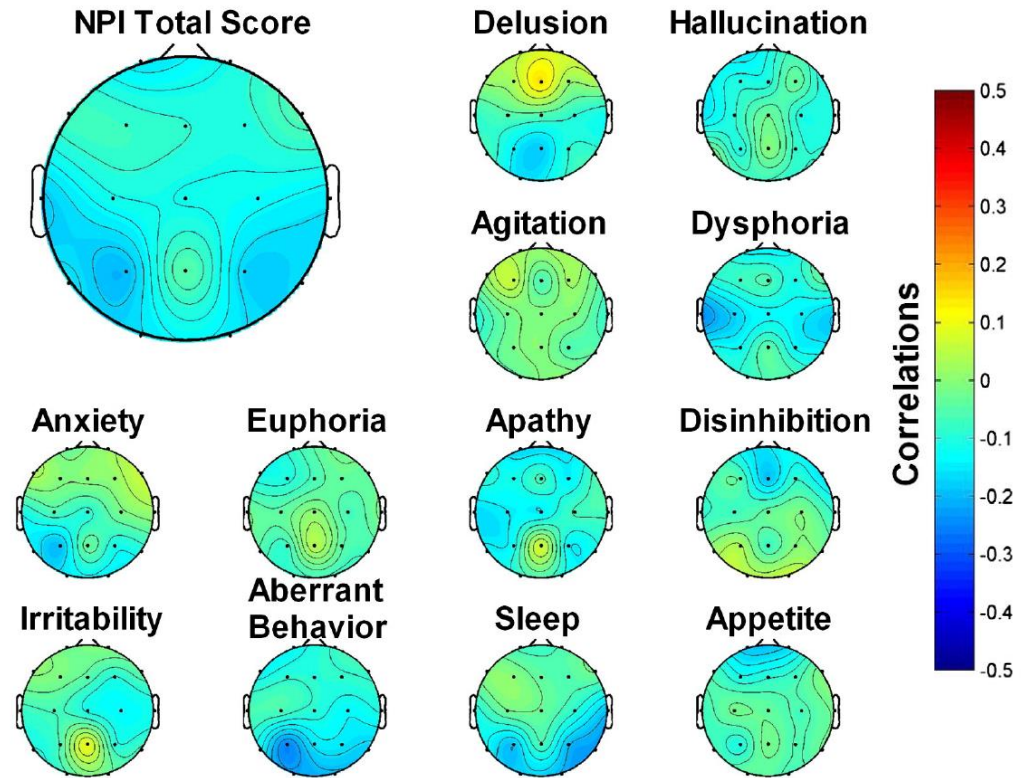 NPI Total Score
Delusion
Hallucination
Agitation
Dysphoria
Anxiety
Euphoria
Apathy
Disinhibition
Irritability
Aberrant
Behavior
Sleep
Appetite
Correlations
0.5
0.4
0.3
0.2
0.1
0
-0.1
-0.2
-0.3
-0.4
-0.5